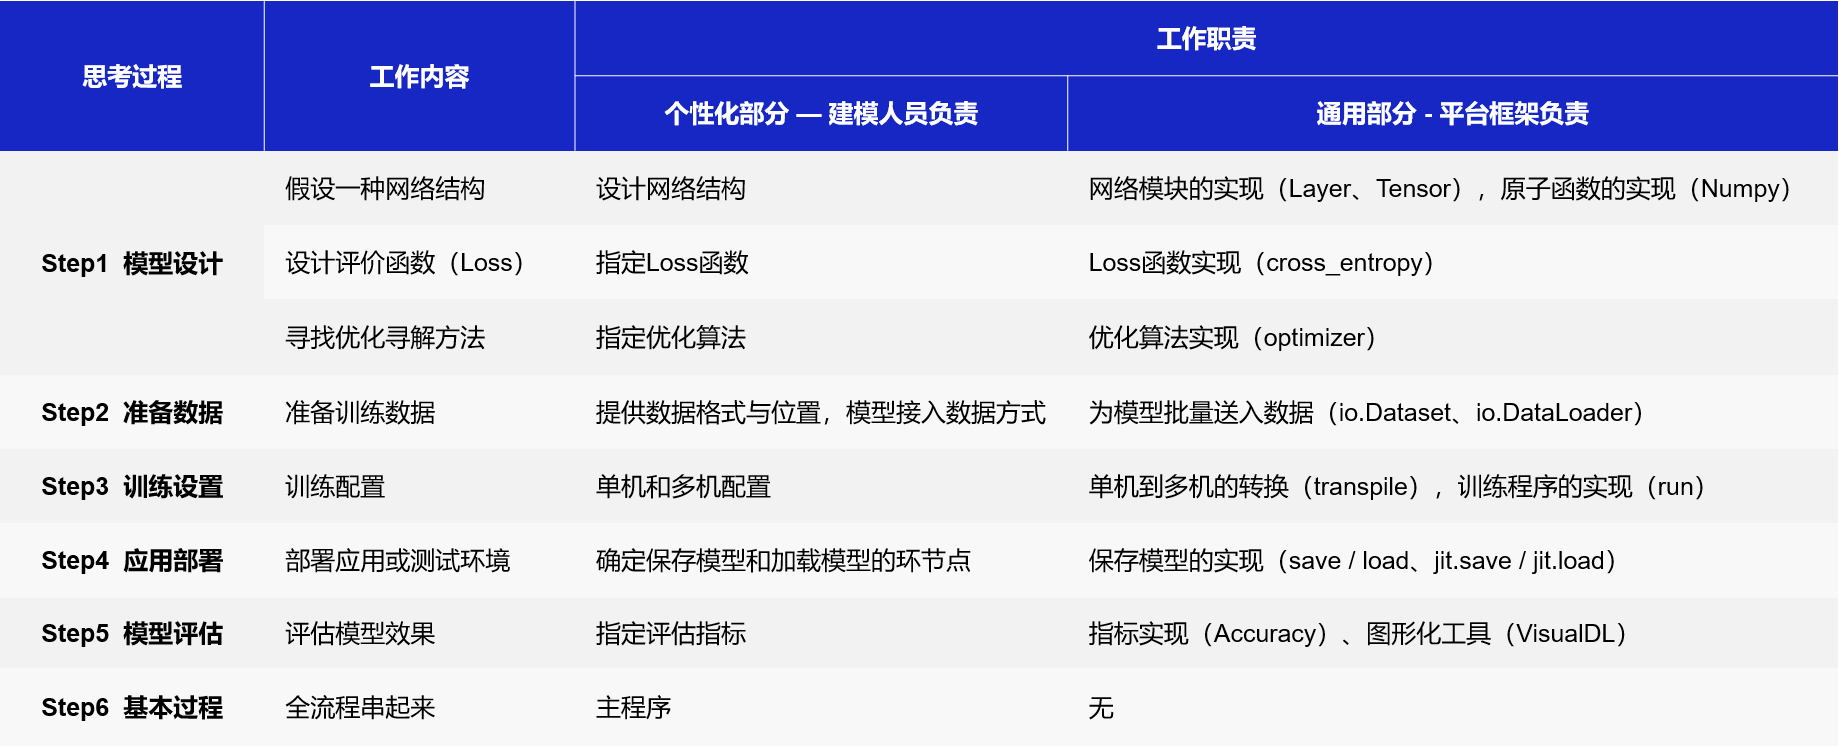 思考过程 工作内容 工作职责
个性化部分 — 建模人员负责 通用部分 - 平台框架负责
Step1 模型设计
假设一种网络结构 设计网络结构 网络模块的实现（Layer、Tensor），原子函数的实现（Numpy）
设计评价函数（Loss） 指定Loss函数 Loss函数实现（cross_entropy）
寻找优化寻解方法 指定优化算法 优化算法实现（optimizer）
Step2 准备数据 准备训练数据 提供数据格式与位置，模型接入数据方式 为模型批量送入数据（io.Dataset、io.DataLoader）
Step3 训练设置 训练配置 单机和多机配置 单机到多机的转换（transpile），训练程序的实现（run）
Step4 应用部署 部署应用或测试环境 确定保存模型和加载模型的环节点 保存模型的实现（save / load、jit.save / jit.load）
Step5 模型评估 评估模型效果 指定评估指标 指标实现（Accuracy）、图形化工具（VisualDL）
Step6 基本过程 全流程串起来 主程序 无